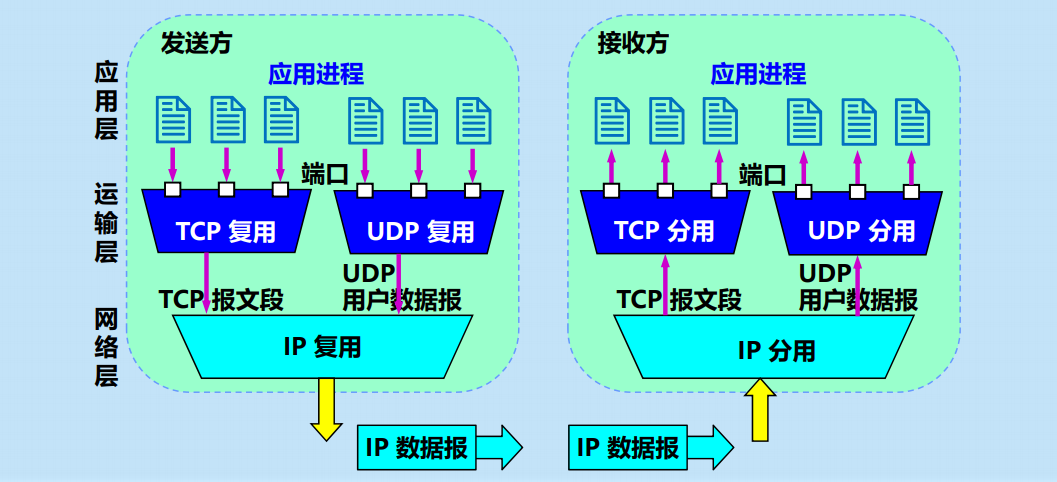 发送方
应用进程
应用层
端口
运输层
TCP 复用
UDP 复用
TCP 报文段
UDP
用户数据报
网络层
IP 复用
IP 数据报
接收方
应用进程
端口
TCP 分用
UDP 分用
TCP 报文段
UDP
用户数据报
IP 分用
IP 数据报